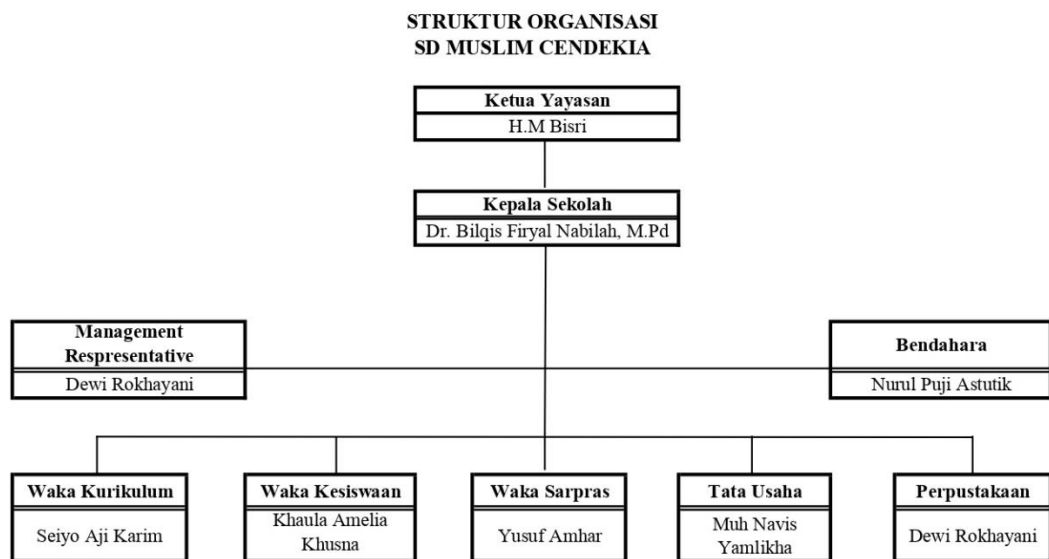 STRUKTUR ORGANISASI
SD MUSLIM CENDEKIA
Ketua Yayasan
H.M Bisri
Kepala Sekolah
Dr. Bilqis Firyal Nabilah, M.Pd
Management
Respresentative
Dewi Rokhayani
Bendahara
Nurul Puji Astutik
Waka Kurikulum
Seiyo Aji Karim
Waka Kesiswaan
Khaula Amelia
Khusna
Waka Sarpras
Yusuf Amhar
Tata Usaha
Muh Navis
Yamlikha
Perpustakaan
Dewi Rokhayani